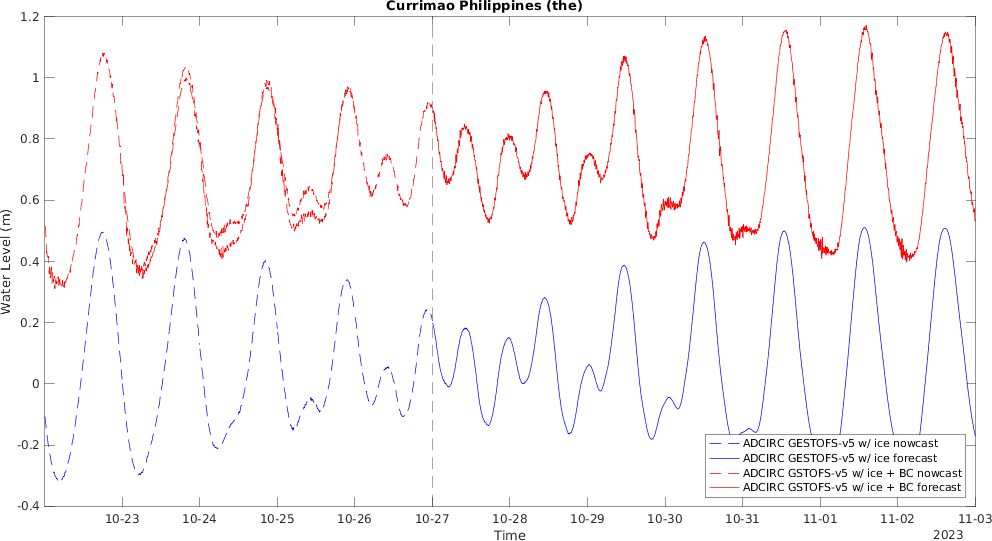 Currimao Philippines (the)
1.2
1
0.8
0.6
0.4
0.2
0
-0.2
-0.4
Water Level (m)
ADCIRC GESTOFS-v5 w/ ice nowcast
ADCIRC GESTOFS-v5 w/ ice forecast
ADCIRC GSTOFS-v5 w/ ice + BC nowcast
ADCIRC GSTOFS-v5 w/ ice + BC forecast
10-23 10-24 10-25 10-26 10-27 10-28 10-29 10-30 10-31 11-01 11-02 11-03
Time
2023